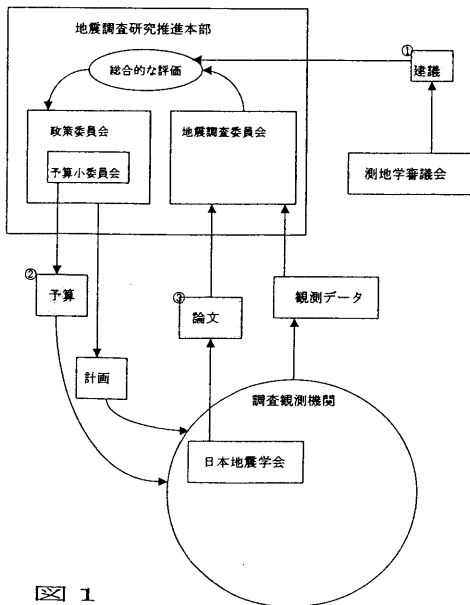 地震調査研究推進本部
総合的な評価
①
建議
政策委員会
予算小委員会
地震調査委員会
測地学審議会
②
予算
③
論文
観測データ
計画
調査観測機関
日本地震学会
図1